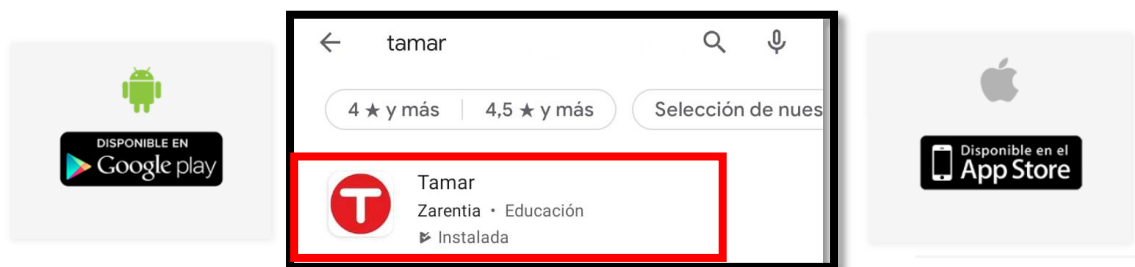 DISPONIBLE EN
Google play
tamar
4 ★ y más
4,5 ★ y más
Selección de nues
T
Tamar
Zarentia • Educación
Instalada
Disponible en el
App Store